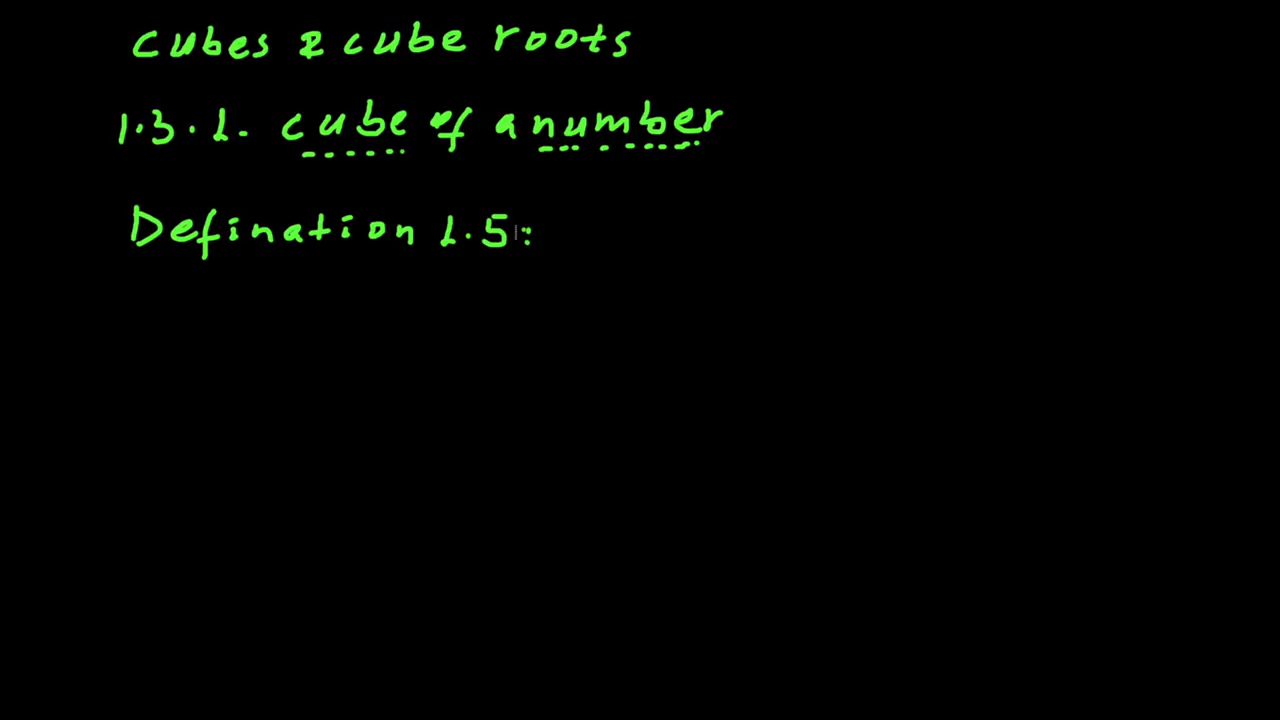 cubes & cube roots
1.3.1. cube of a number
Defination 1.5: